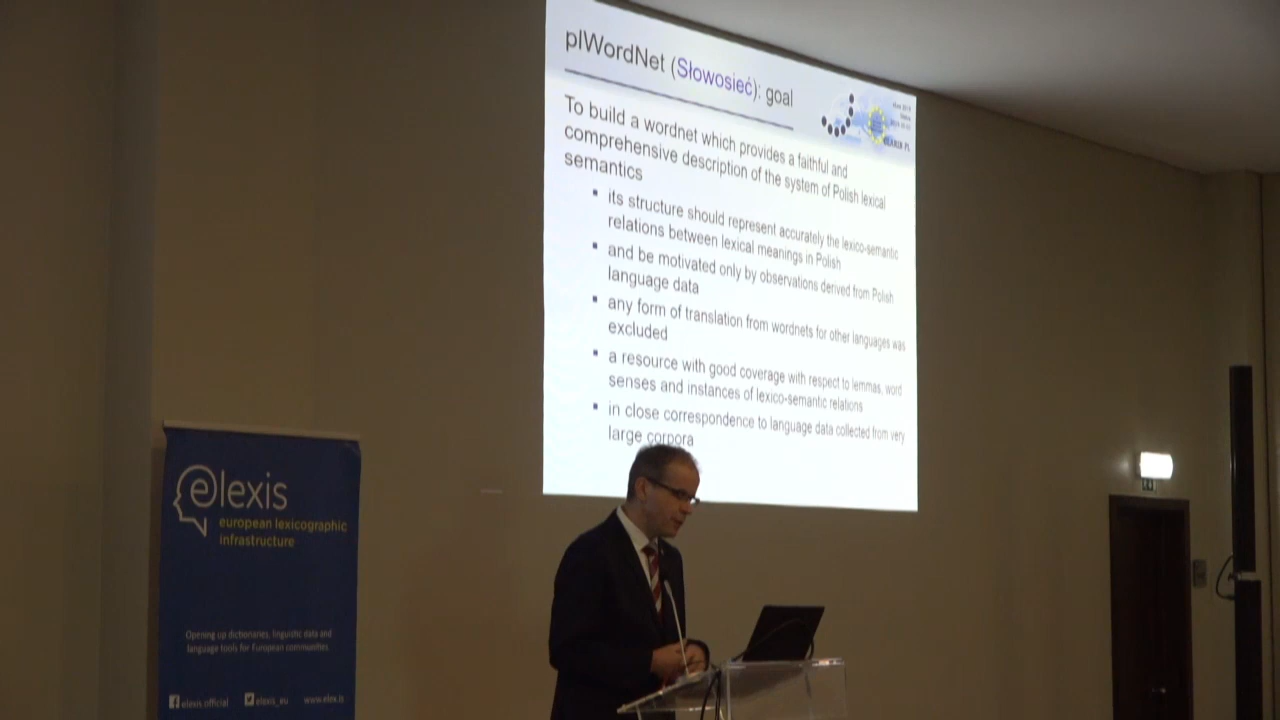 plWordNet (Słowosieć): goal
CLARIN PL
To build a wordnet which provides a faithful and
comprehensive description of the system of Polish lexical
semantics
▪ its structure should represent accurately the lexico-semantic
relations between lexical meanings in Polish
▪ and be motivated only by observations derived from Polish
language data
▪ any form of translation from wordnets for other languages was
excluded
▪ a resource with good coverage with respect to lemmas, word
senses and instances of lexico-semantic relations
▪ in close correspondence to language data collected from very
large corpora
elexis
european lexicographic
infrastructure
Opening up dictionaries, linguistic data and
language tools for European communities
elexis.official elexis_eu www.elex.is